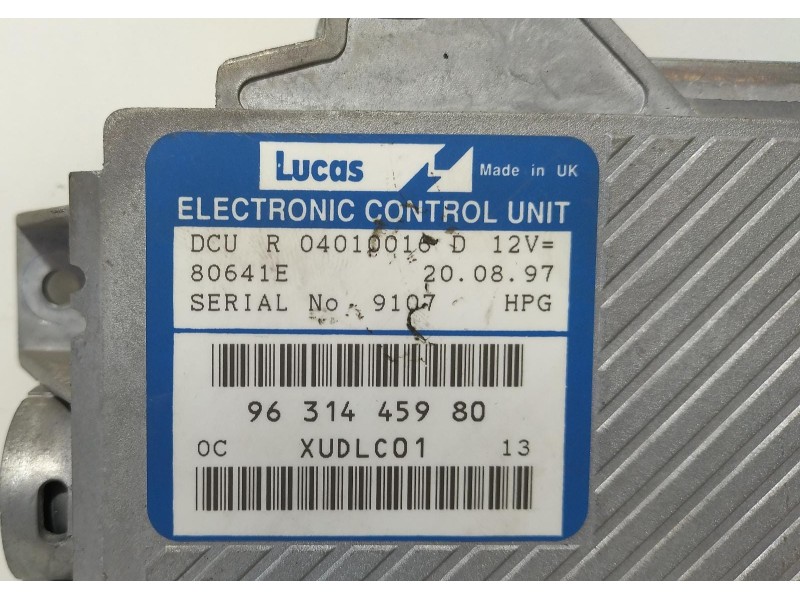 Lucas Made in UK
ELECTRONIC CONTROL UNIT
DCU R 04010016 D 12V=
80641E 20.08.97
SERIAL No 9107 HPG
96 314 459 80
0C XUDLC01 13